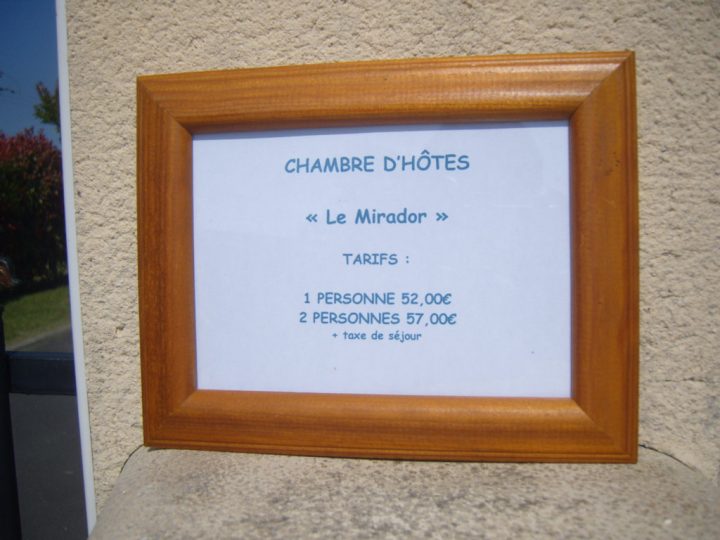 CHAMBRE D'HÔTES
« Le Mirador »
TARIFS :
1 PERSONNE 52,00€
2 PERSONNES 57,00€
+ taxe de séjour